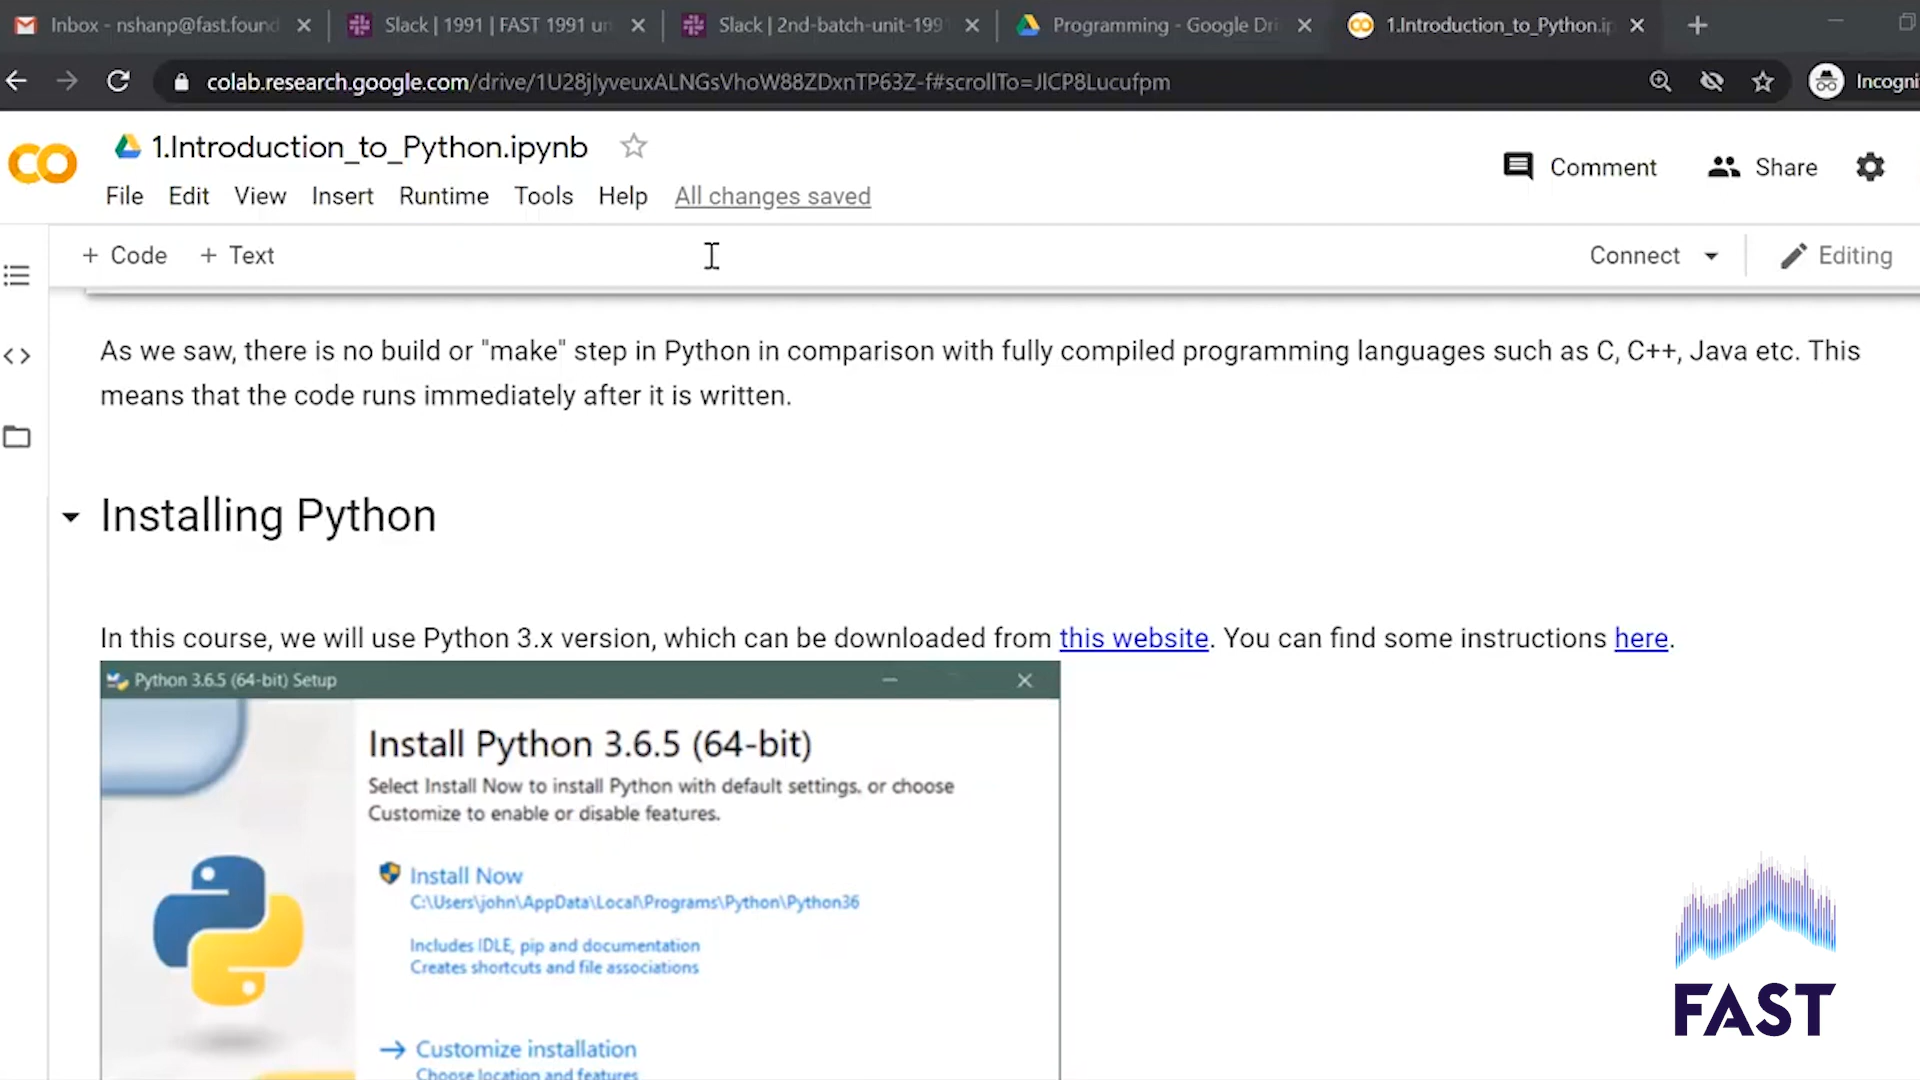 Inbox - nshanp@fast.found
Slack | 1991 | FAST 1991 un
Slack | 2nd-batch-unit-1991
Programming - Google Dri
1.Introduction_to_Python.ip
colab.research.google.com/drive/1U28jIyveuxALNGsVhoW88ZDxnTP63Z-f#scrollTo=JlCP8Lucufpm
Incogni
CO
1.Introduction_to_Python.ipynb
Comment
Share
File Edit View Insert Runtime Tools Help All changes saved
+ Code + Text
Connect
Editing
As we saw, there is no build or "make" step in Python in comparison with fully compiled programming languages such as C, C++, Java etc. This
means that the code runs immediately after it is written.
Installing Python
In this course, we will use Python 3.x version, which can be downloaded from this website. You can find some instructions here.
Python 3.6.5 (64-bit) Setup
Install Python 3.6.5 (64-bit)
Select Install Now to install Python with default settings, or choose
Customize to enable or disable features.
Install Now
C:\Users\john\AppData\Local\Programs\Python\Python36
Includes IDLE, pip and documentation
Creates shortcuts and file associations
Customize installation
Choose location and features
FAST